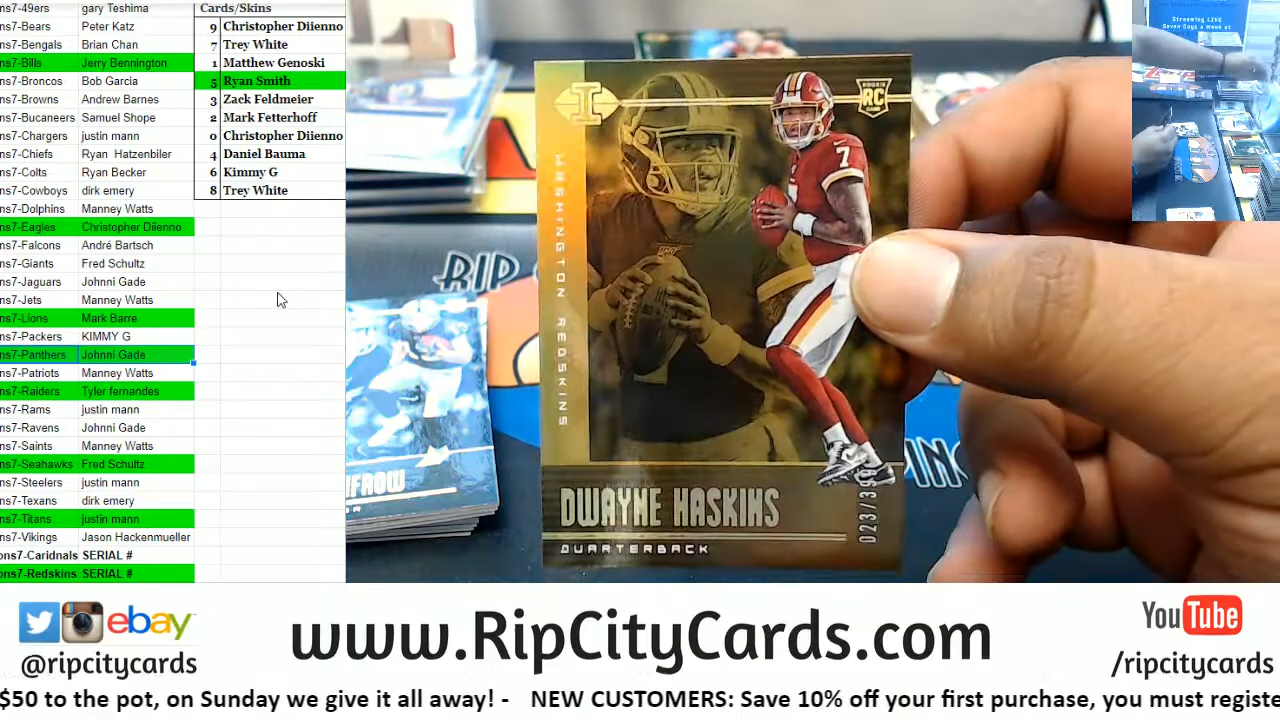 ns7-49ers gary Teshima
ns7-Bears Peter Katz
ns7-Bengals Brian Chan
ns7-Bills Jerry Bennington
ns7-Broncos Bob Garcia
ns7-Browns Andrew Barnes
ns7-Bucaneers Samuel Shope
ns7-Chargers justin mann
ns7-Chiefs Ryan Hatzenbiler
ns7-Colts Ryan Becker
ns7-Cowboys dirk emery
ns7-Dolphins Manney Watts
ns7-Eagles Christopher Diienno
ns7-Falcons André Bartsch
ns7-Giants Fred Schultz
ns7-Jaguars Johnni Gade
ns7-Jets Manney Watts
ns7-Lions Mark Barre
ns7-Packers KIMMY G
ns7-Panthers Johnni Gade
ns7-Patriots Manney Watts
ns7-Raiders Tyler fernandes
ns7-Rams justin mann
ns7-Ravens Johnni Gade
ns7-Saints Manney Watts
ns7-Seahawks Fred Schultz
ns7-Steelers justin mann
ns7-Texans dirk emery
ns7-Titans justin mann
ns7-Vikings Jason Hackenmueller
ons7-Caridnals SERIAL #
ons7-Redskins SERIAL #
Cards/Skins
9 Christopher Diienno
7 Trey White
1 Matthew Genoski
5 Ryan Smith
3 Zack Feldmeier
2 Mark Fetterhoff
0 Christopher Diienno
4 Daniel Bauma
6 Kimmy G
8 Trey White
Streaming LIVE
Seven Days a Week at
RIP
ROOKIE
RC
CARD
I
7
WASHINGTON REDSKINS
DWAYNE HASKINS
QUARTERBACK
023/3
www.RipCityCards.com
ebay
@ripcitycards
YouTube
/ripcitycards
$50 to the pot, on Sunday we give it all away! - NEW CUSTOMERS: Save 10% off your first purchase, you must registe